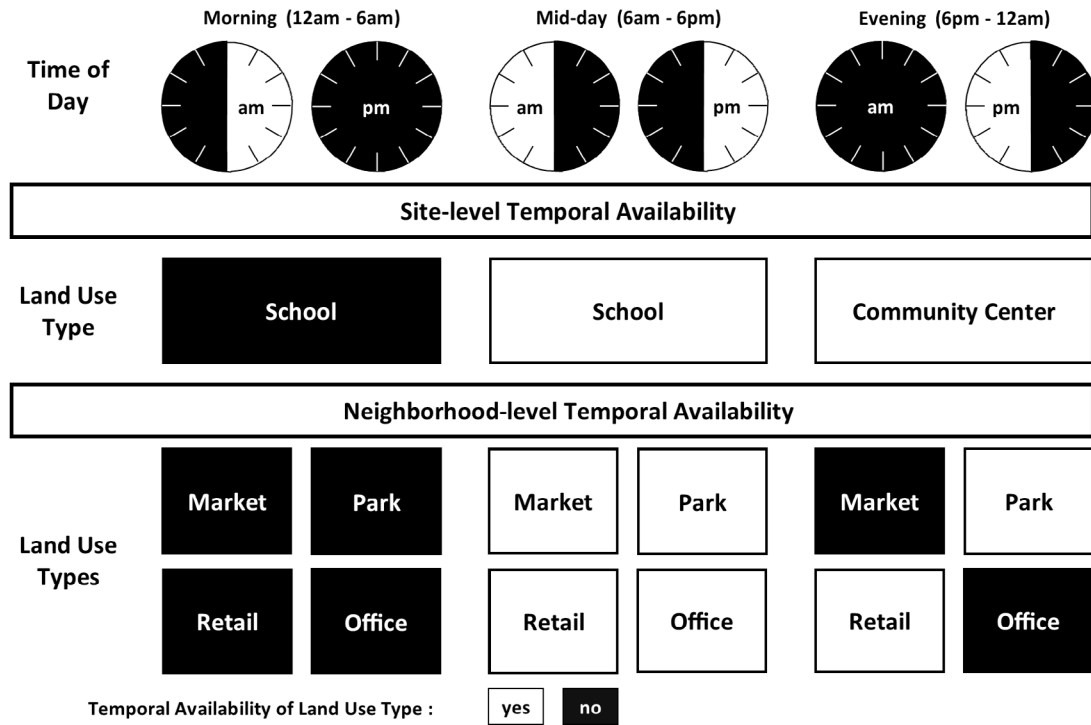 Morning (12am - 6am) Mid-day (6am - 6pm) Evening (6pm - 12am)
Time of
Day
am pm am pm am pm
Site-level Temporal Availability
Land Use
Type
School School Community Center
Neighborhood-level Temporal Availability
Land Use
Types
Market Park Market Park Market Park
Retail Office Retail Office Retail Office
Temporal Availability of Land Use Type : yes no